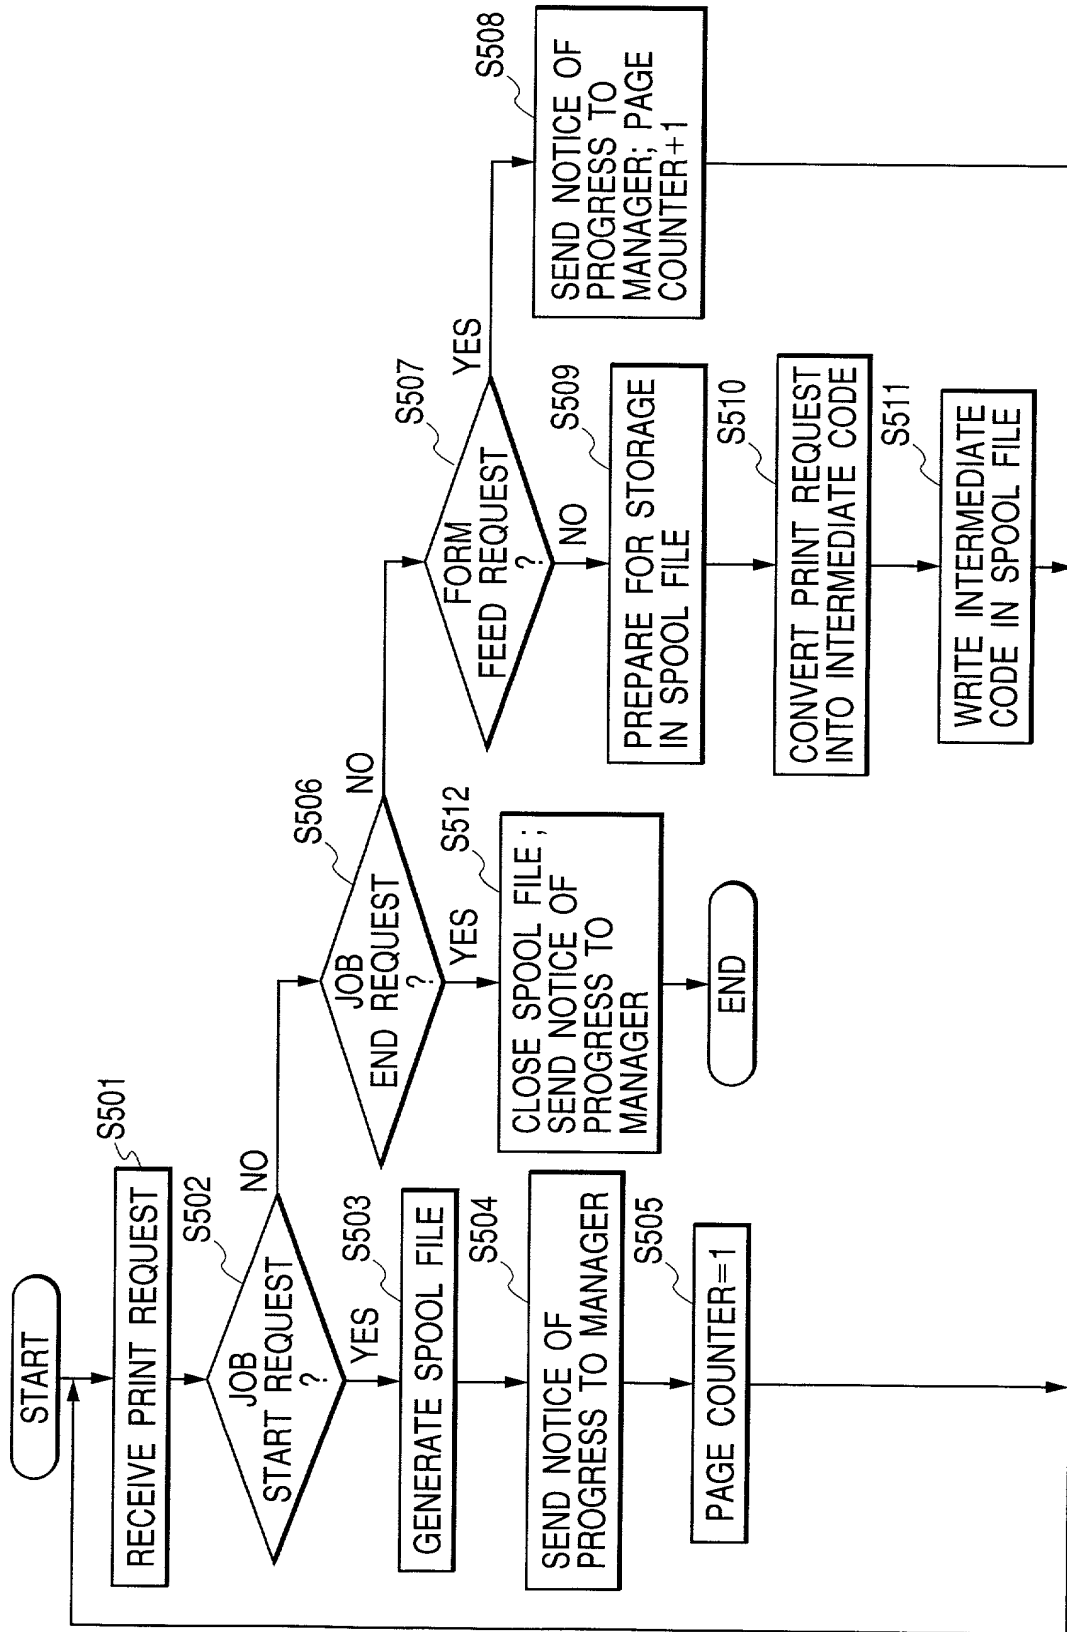 START
S501
RECEIVE PRINT REQUEST
S502
JOB
START REQUEST
?
NO
YES
S503
GENERATE SPOOL FILE
S504
SEND NOTICE OF
PROGRESS TO MANAGER
S505
PAGE COUNTER=1
S506
JOB
END REQUEST
?
NO
YES
S512
CLOSE SPOOL FILE;
SEND NOTICE OF
PROGRESS TO
MANAGER
END
S507
FORM
FEED REQUEST
?
YES
NO
S508
SEND NOTICE OF
PROGRESS TO
MANAGER; PAGE
COUNTER+1
S509
PREPARE FOR STORAGE
IN SPOOL FILE
S510
CONVERT PRINT REQUEST
INTO INTERMEDIATE CODE
S511
WRITE INTERMEDIATE
CODE IN SPOOL FILE